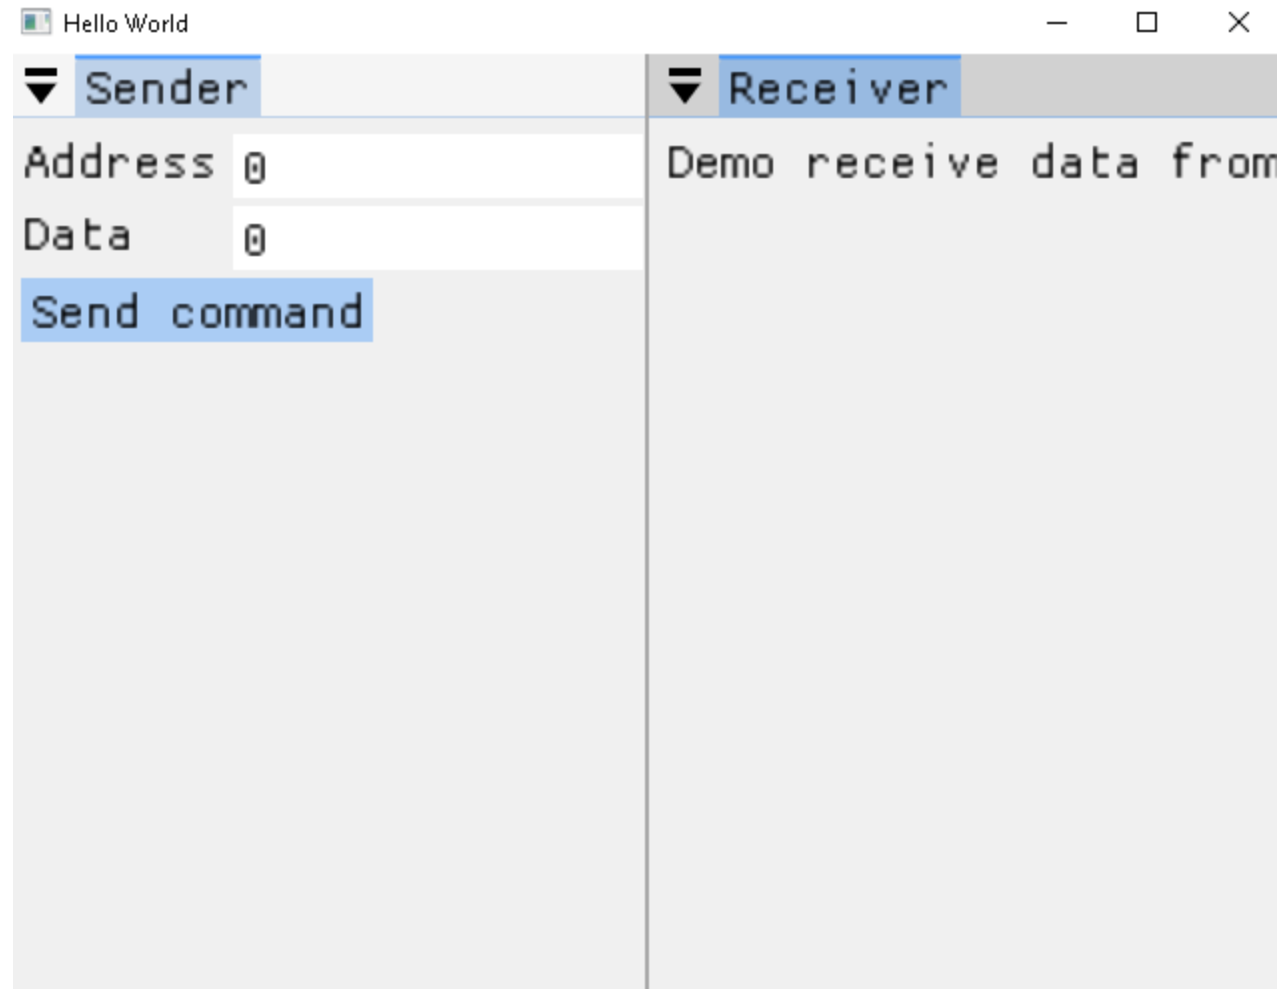 Hello World
Sender
Address 0
Data 0
Send command
Receiver
Demo receive data from